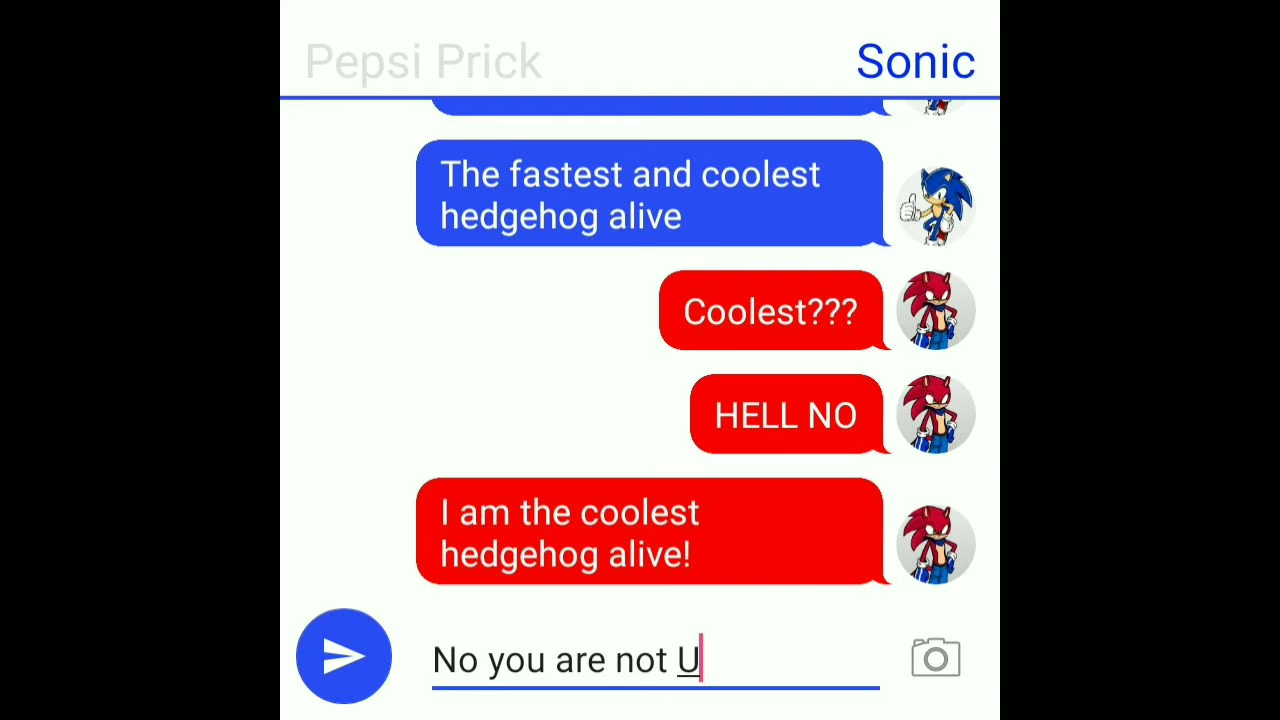 Pepsi Prick Sonic
The fastest and coolest
hedgehog alive
Coolest???
HELL NO
I am the coolest
hedgehog alive!
No you are not U